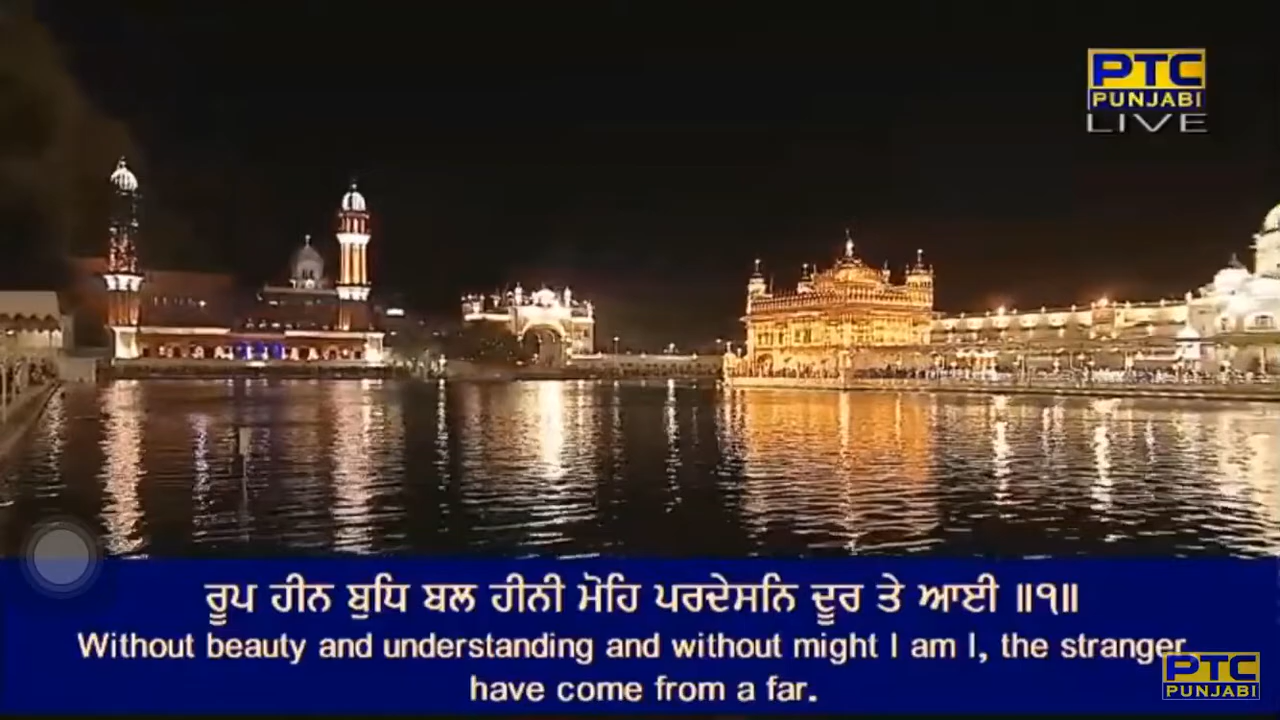 PTC
PUNJABI
LIVE
ਰੂਪ ਹੀਨ ਬੁਧਿ ਬਲ ਹੀਨੀ ਮੋਹਿ ਪਰਦੇਸਨਿ ਦੂਰ ਤੇ ਆਈ ॥੧॥
Without beauty and understanding and without might I am I, the stranger
have come from a far.
PTC
PUNJABI